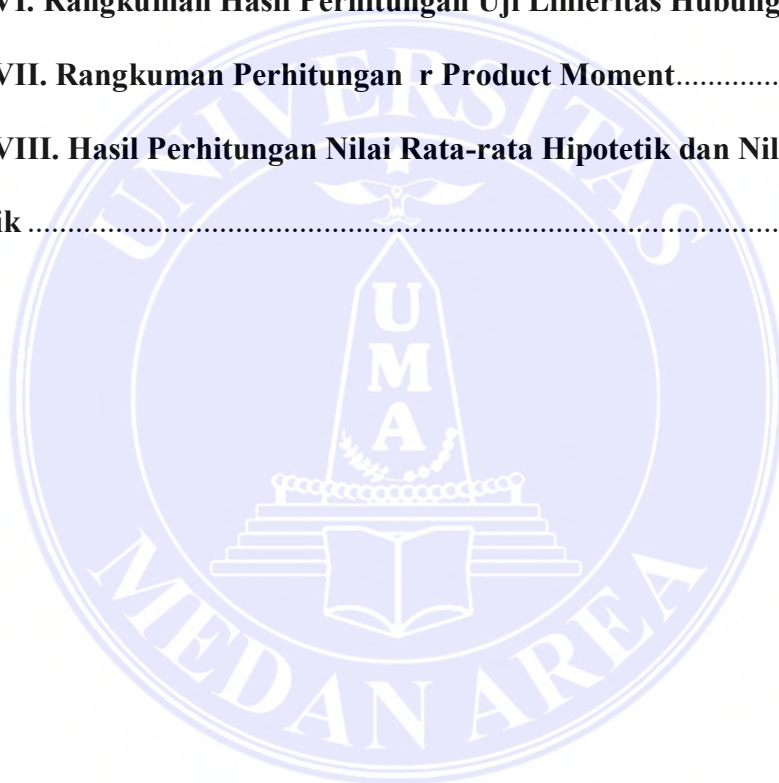 VI. Rangkuman Hasil Perhitungan Uji Linieritas Hubung
VII. Rangkuman Perhitungan r Product Moment..............
VIII. Hasil Perhitungan Nilai Rata-rata Hipotetik dan Nil
ik ....................................................................................
UNIVERSITAS
UMA
MEDAN AREA